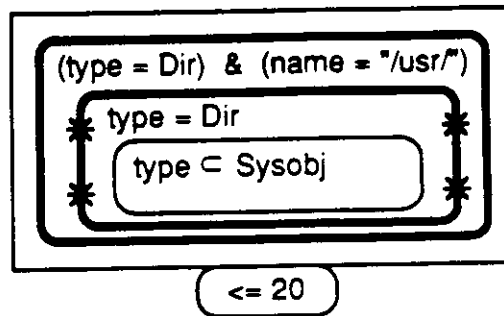 (type = Dir) & (name = "/usr/")
type = Dir
type ⊂ Sysobj
<= 20